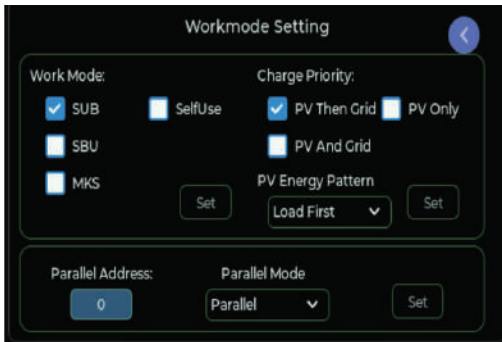 Workmode Setting
Work Mode:
Charge Priority:
SUB
SelfUse
PV Then Grid
PV Only
SBU
PV And Grid
MKS
Set
PV Energy Pattern
Load First
Set
Parallel Address:
Parallel Mode
0
Parallel
Set